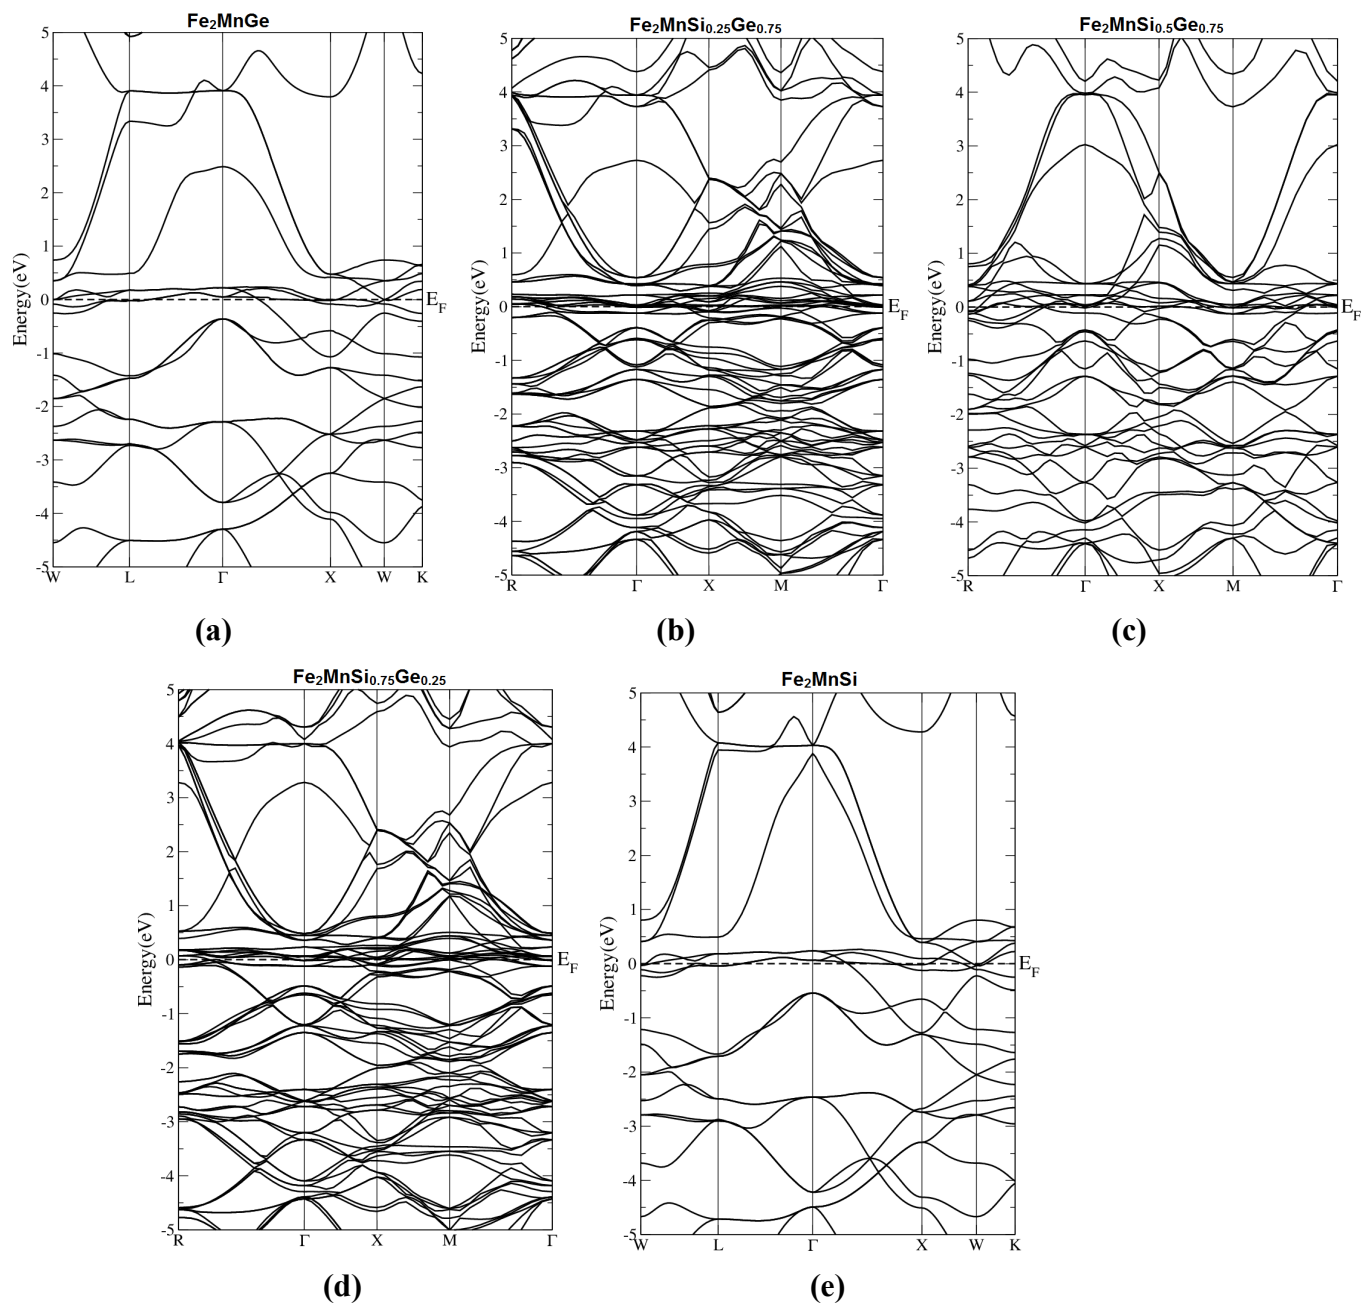 Fe₂MnGe
Fe₂MnSi₀.₂₅Ge₀.₇₅
Fe₂MnSi₀.₅Ge₀.₇₅
Energy(eV)
5
4
3
2
1
0
-1
-2
-3
-4
-5
W L Γ X W K
E_F
Energy(eV)
5
4
3
2
1
0
-1
-2
-3
-4
-5
R Γ X M Γ
E_F
Energy(eV)
5
4
3
2
1
0
-1
-2
-3
-4
-5
R Γ X M Γ
E_F
(a) (b) (c)
Fe₂MnSi₀.₇₅Ge₀.₂₅
Fe₂MnSi
Energy(eV)
5
4
3
2
1
0
-1
-2
-3
-4
-5
R Γ X M Γ
E_F
Energy(eV)
5
4
3
2
1
0
-1
-2
-3
-4
-5
W L Γ X W K
E_F
(d) (e)